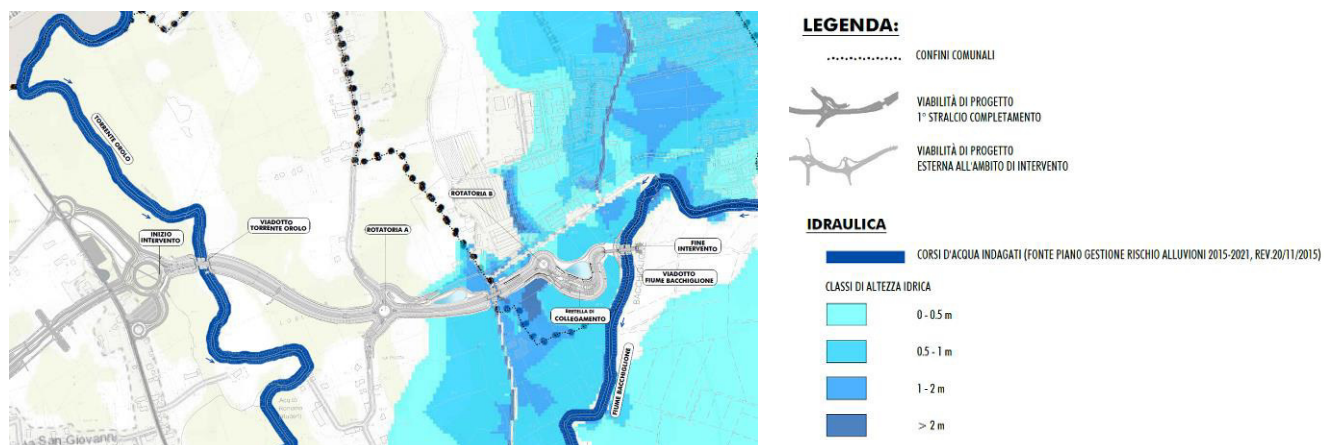 TORRENTE OROLO
INIZIO
INTERVENTO
VIADOTTO
TORRENTE OROLO
ROTATORIA A
ROTATORIA B
FINE
INTERVENTO
VIADOTTO
FIUME BACCHIGLIONE
BRETELLA DI
COLLEGAMENTO
FIUME BACCHIGLIONE
San Giovanni
LEGENDA:
CONFINI COMUNALI
VIABILITÀ DI PROGETTO
1° STRALCIO COMPLETAMENTO
VIABILITÀ DI PROGETTO
ESTERNA ALL'AMBITO DI INTERVENTO
IDRAULICA
CORSI D'ACQUA INDAGATI (FONTE PIANO GESTIONE RISCHIO ALLUVIONI 2015-2021, REV.20/11/2015)
CLASSI DI ALTEZZA IDRICA
0 - 0.5 m
0.5 - 1 m
1 - 2 m
> 2 m